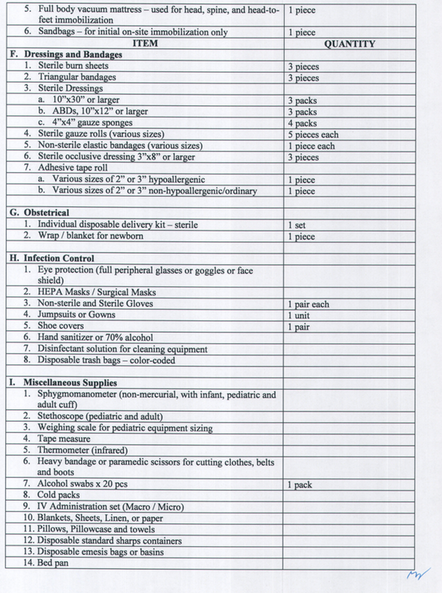 5. Full body vacuum mattress – used for head, spine, and head-to-feet immobilization 1 piece
6. Sandbags – for initial on-site immobilization only 1 piece
ITEM QUANTITY
F. Dressings and Bandages
1. Sterile burn sheets 3 pieces
2. Triangular bandages 3 pieces
3. Sterile Dressings
a. 10"x30" or larger 3 packs
b. ABDs, 10"x12" or larger 3 packs
c. 4"x4" gauze sponges 4 packs
4. Sterile gauze rolls (various sizes) 5 pieces each
5. Non-sterile elastic bandages (various sizes) 1 piece each
6. Sterile occlusive dressing 3"x8" or larger 3 pieces
7. Adhesive tape roll
a. Various sizes of 2" or 3" hypoallergenic 1 piece
b. Various sizes of 2" or 3" non-hypoallergenic/ordinary 1 piece
G. Obstetrical
1. Individual disposable delivery kit – sterile 1 set
2. Wrap / blanket for newborn 1 piece
H. Infection Control
1. Eye protection (full peripheral glasses or goggles or face
shield)
2. HEPA Masks / Surgical Masks
3. Non-sterile and Sterile Gloves 1 pair each
4. Jumpsuits or Gowns 1 unit
5. Shoe covers 1 pair
6. Hand sanitizer or 70% alcohol
7. Disinfectant solution for cleaning equipment
8. Disposable trash bags – color-coded
I. Miscellaneous Supplies
1. Sphygmomanometer (non-mercurial, with infant, pediatric and
adult cuff)
2. Stethoscope (pediatric and adult)
3. Weighing scale for pediatric equipment sizing
4. Tape measure
5. Thermometer (infrared)
6. Heavy bandage or paramedic scissors for cutting clothes, belts
and boots
7. Alcohol swabs x 20 pcs 1 pack
8. Cold packs
9. IV Administration set (Macro / Micro)
10. Blankets, Sheets, Linen, or paper
11. Pillows, Pillowcase and towels
12. Disposable standard sharps containers
13. Disposable emesis bags or basins
14. Bed pan